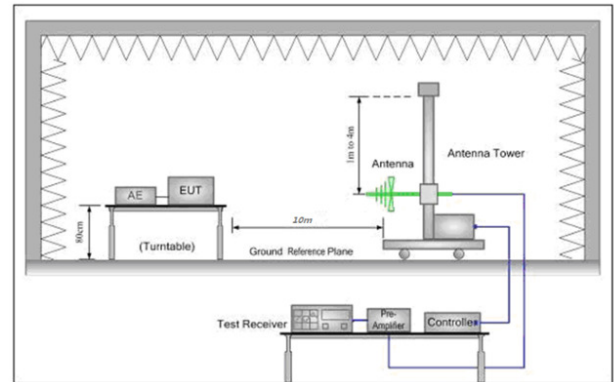 1m to 4m
Antenna
Antenna Tower
AE
EUT
80cm
(Turntable)
10m
Ground Reference Plane
Test Receiver
Pre-
Amplifier
Controller